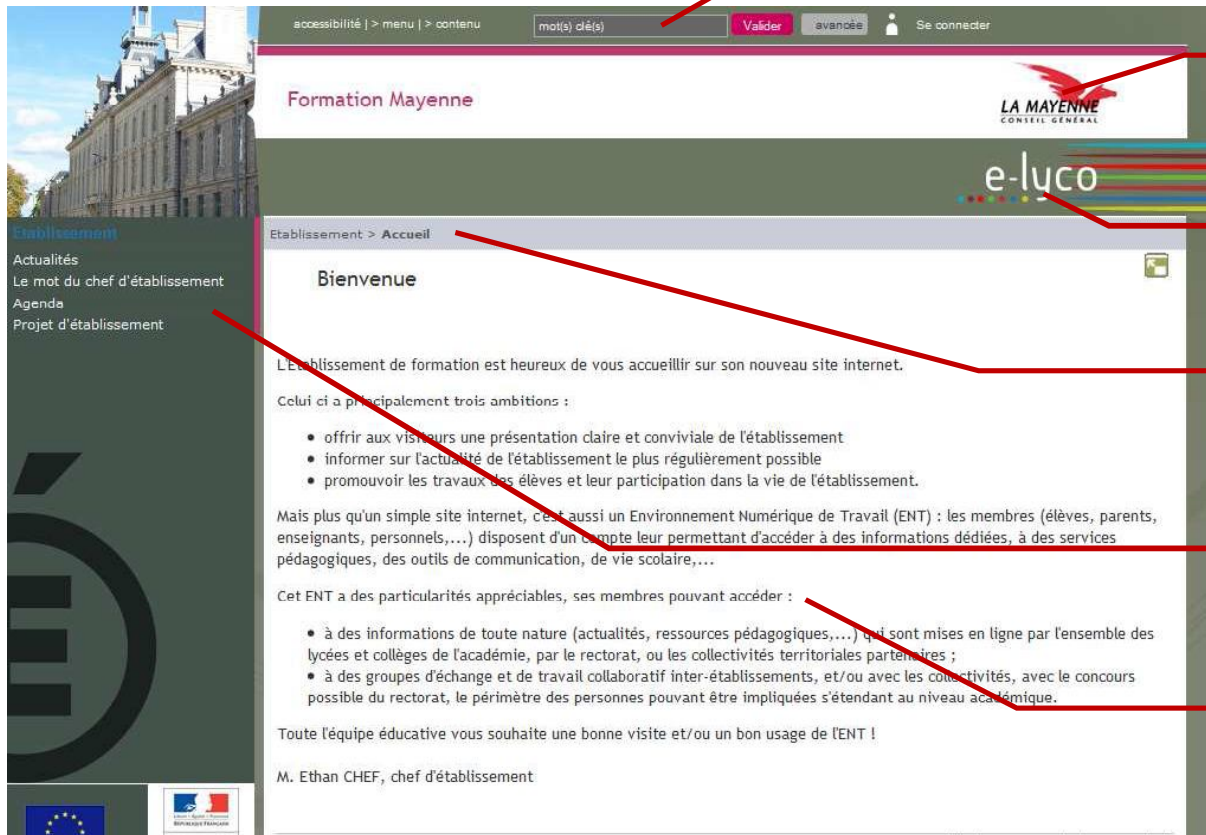 accessibilité | > menu | > contenu
mot(s) clé(s)
Valider
avancée
Se connecter
Formation Mayenne
LA MAYENNE
CONSEIL GÉNÉRAL
e-lyco
Etablissement
Actualités
Le mot du chef d'établissement
Agenda
Projet d'établissement
Etablissement > Accueil
Bienvenue
L'Etablissement de formation est heureux de vous accueillir sur son nouveau site internet.
Celui ci a principalement trois ambitions :
• offrir aux visiteurs une présentation claire et conviviale de l'établissement
• informer sur l'actualité de l'établissement le plus régulièrement possible
• promouvoir les travaux des élèves et leur participation dans la vie de l'établissement.
Mais plus qu'un simple site internet, c'est aussi un Environnement Numérique de Travail (ENT) : les membres (élèves, parents,
enseignants, personnels,...) disposent d'un compte leur permettant d'accéder à des informations dédiées, à des services
pédagogiques, des outils de communication, de vie scolaire,...
Cet ENT a des particularités appréciables, ses membres pouvant accéder :
• à des informations de toute nature (actualités, ressources pédagogiques,...) qui sont mises en ligne par l'ensemble des
lycées et collèges de l'académie, par le rectorat, ou les collectivités territoriales partenaires ;
• à des groupes d'échange et de travail collaboratif inter-établissements, et/ou avec les collectivités, avec le concours
possible du rectorat, le périmètre des personnes pouvant être impliquées s'étendant au niveau académique.
Toute l'équipe éducative vous souhaite une bonne visite et/ou un bon usage de l'ENT !
M. Ethan CHEF, chef d'établissement
RÉPUBLIQUE FRANÇAISE